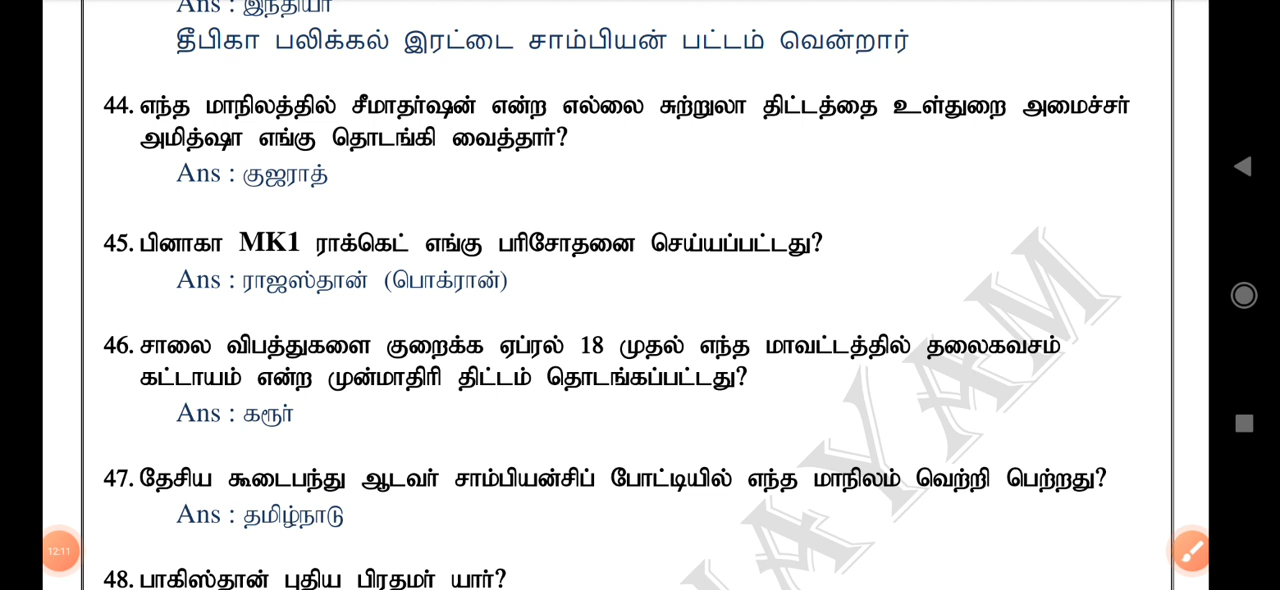 Ans : இந்தியா
தீபிகா பலிக்கல் இரட்டை சாம்பியன் பட்டம் வென்றார்
44. எந்த மாநிலத்தில் சீமாதர்ஷன் என்ற எல்லை சுற்றுலா திட்டத்தை உள்துறை அமைச்சர்
அமித்ஷா எங்கு தொடங்கி வைத்தார்?
Ans : குஜராத்
45. பினாகா MK1 ராக்கெட் எங்கு பரிசோதனை செய்யப்பட்டது?
Ans : ராஜஸ்தான் (பொக்ரான்)
46. சாலை விபத்துகளை குறைக்க ஏப்ரல் 18 முதல் எந்த மாவட்டத்தில் தலைகவசம்
கட்டாயம் என்ற முன்மாதிரி திட்டம் தொடங்கப்பட்டது?
Ans : கரூர்
47. தேசிய கூடைபந்து ஆடவர் சாம்பியன்சிப் போட்டியில் எந்த மாநிலம் வெற்றி பெற்றது?
Ans : தமிழ்நாடு
12:11
48. பாகிஸ்தான் புதிய பிரதமர் யார்?